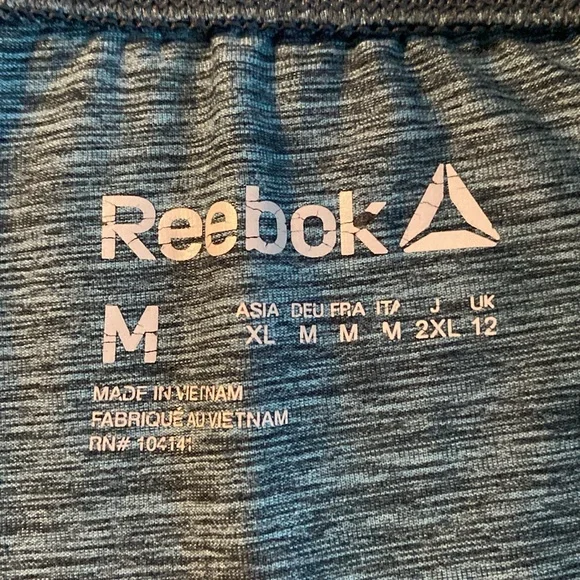 Reebok
M
ASIA DEU FRA ITA J UK
XL M M M 2XL 12
MADE IN VIETNAM
FABRIQUÉ AU VIETNAM
RN# 104141